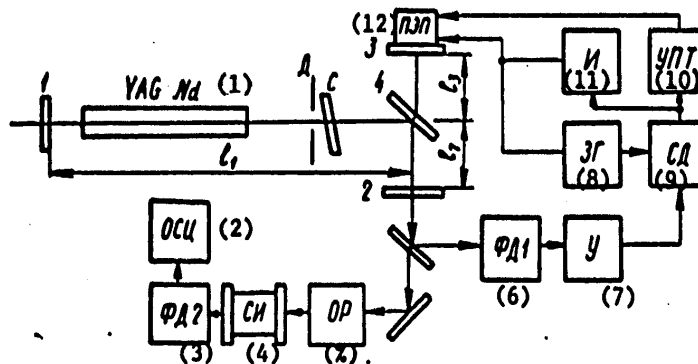 (12) ПЭП
3
1
YAG Nd (1)
Д
С
4
l₃
И
(11)
УПТ
(10)
l₁
l₂
2
ЗГ
(8)
СД
(9)
ОСЦ
(2)
ФД1
(6)
У
(7)
ФД2
(3)
СИ
(4)
ОР